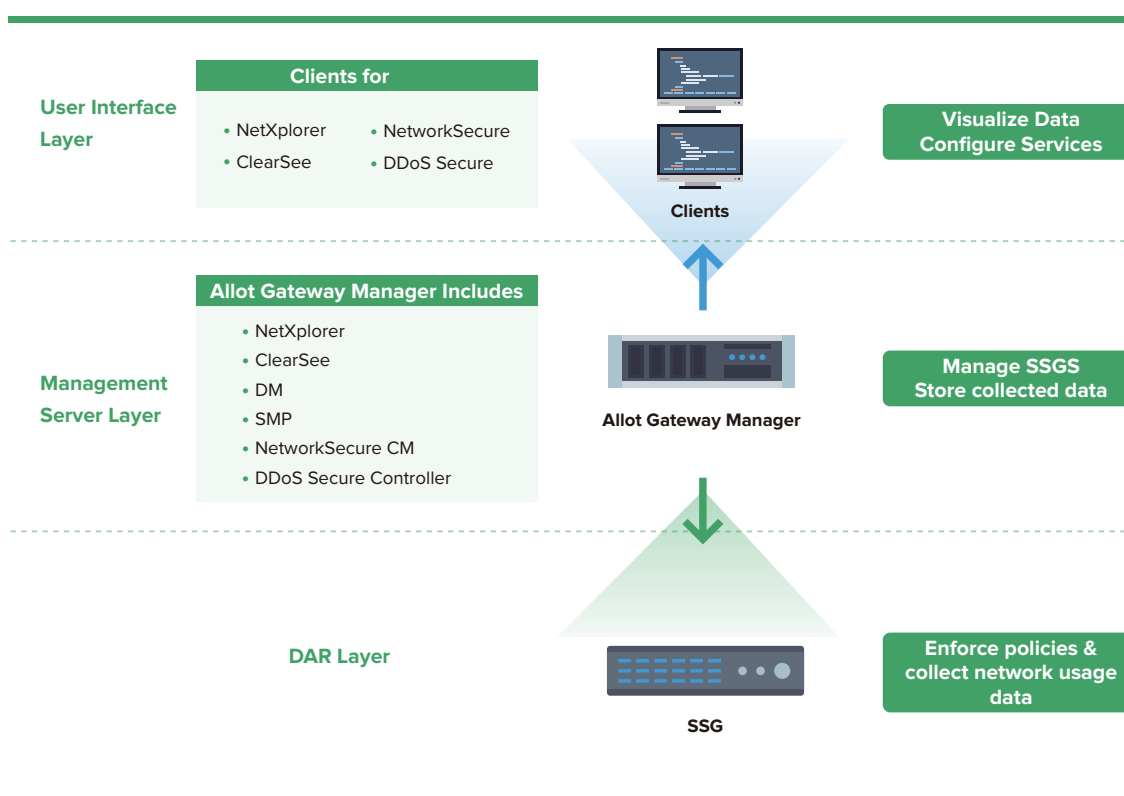 User Interface
Layer
Clients for
• NetXplorer
• ClearSee
• NetworkSecure
• DDoS Secure
Clients
Visualize Data
Configure Services
Management
Server Layer
Allot Gateway Manager Includes
• NetXplorer
• ClearSee
• DM
• SMP
• NetworkSecure CM
• DDoS Secure Controller
Allot Gateway Manager
Manage SSGS
Store collected data
DAR Layer
SSG
Enforce policies &
collect network usage
data